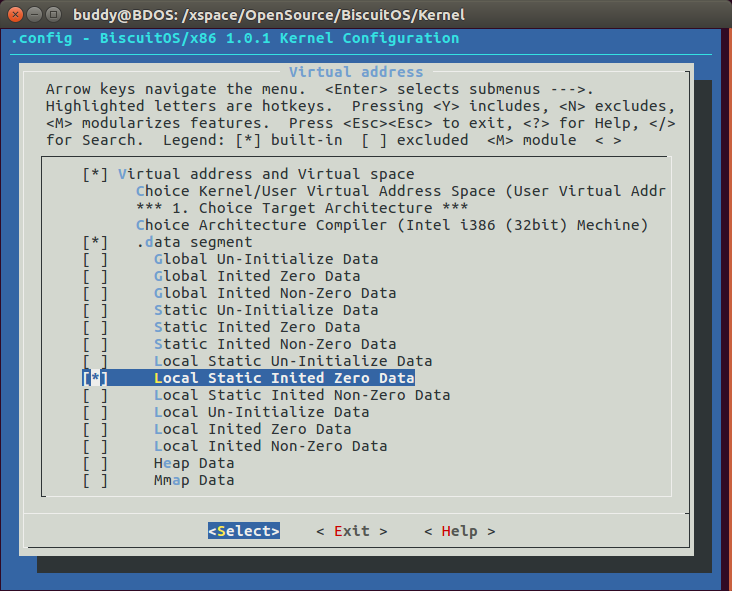 buddy@BDOS: /xspace/OpenSource/BiscuitOS/Kernel
.config - BiscuitOS/x86 1.0.1 Kernel Configuration
Virtual address
Arrow keys navigate the menu.  <Enter> selects submenus --->.
Highlighted letters are hotkeys.  Pressing <Y> includes, <N> excludes,
<M> modularizes features.  Press <Esc><Esc> to exit, <?> for Help, </>
for Search.  Legend: [*] built-in  [ ] excluded  <M> module  < >
[*] Virtual address and Virtual space
Choice Kernel/User Virtual Address Space (User Virtual Addr
*** 1. Choice Target Architecture ***
Choice Architecture Compiler (Intel i386 (32bit) Mechine)
[*]   .data segment
[ ]     Global Un-Initialize Data
[ ]     Global Inited Zero Data
[ ]     Global Inited Non-Zero Data
[ ]     Static Un-Initialize Data
[ ]     Static Inited Zero Data
[ ]     Static Inited Non-Zero Data
[ ]     Local Static Un-Initialize Data
[*]     Local Static Inited Zero Data
[ ]     Local Static Inited Non-Zero Data
[ ]     Local Un-Initialize Data
[ ]     Local Inited Zero Data
[ ]     Local Inited Non-Zero Data
[ ]     Heap Data
[ ]     Mmap Data
<Select>    < Exit >    < Help >